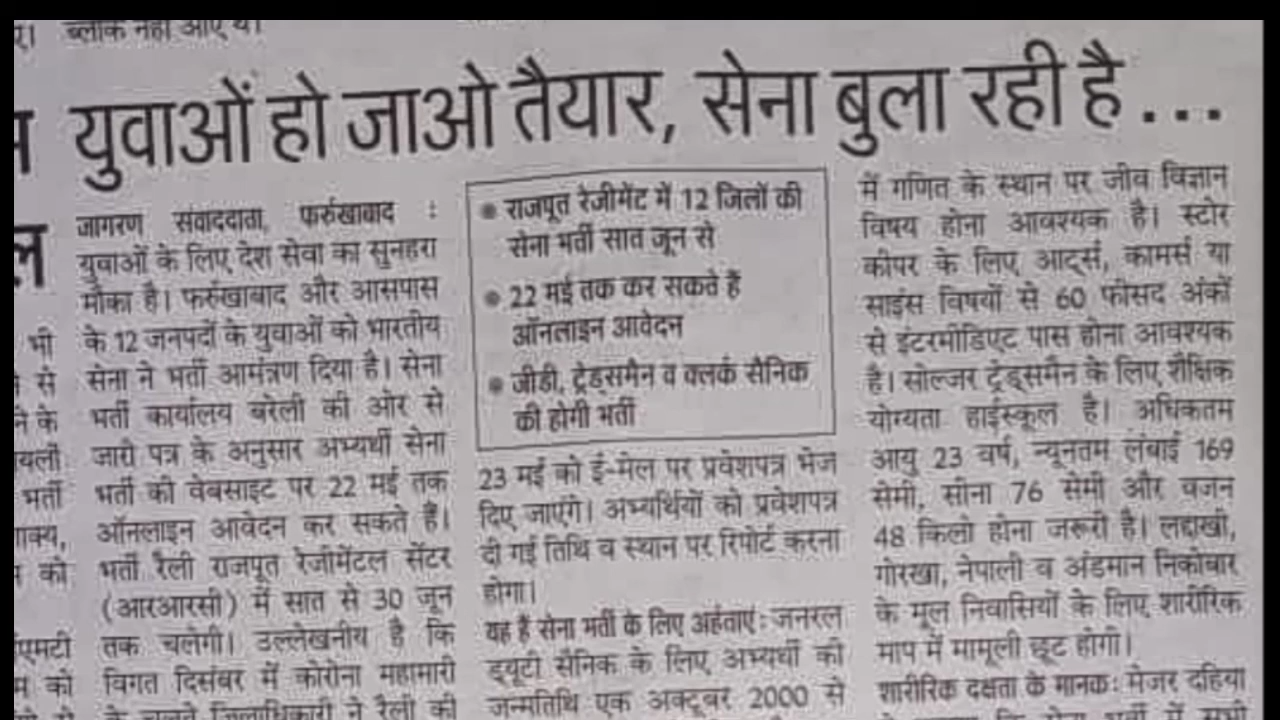 ब्लाक नहीं आए थे।
युवाओं हो जाओ तैयार, सेना बुला रही है...
जागरण संवाददाता, फर्रुखाबाद :
युवाओं के लिए देश सेवा का सुनहरा
मौका है। फर्रुखाबाद और आसपास
के 12 जनपदों के युवाओं को भारतीय
सेना ने भर्ती आमंत्रण दिया है। सेना
भर्ती कार्यालय बरेली की ओर से
जारी पत्र के अनुसार अभ्यर्थी सेना
भर्ती की वेबसाइट पर 22 मई तक
ऑनलाइन आवेदन कर सकते हैं।
भर्ती रैली राजपूत रेजीमेंटल सेंटर
(आरआरसी) में सात से 30 जून
तक चलेगी। उल्लेखनीय है कि
विगत दिसंबर में कोरोना महामारी
के चलते जिलाधिकारी ने रैली की
• राजपूत रेजीमेंट में 12 जिलों की
सेना भर्ती सात जून से
• 22 मई तक कर सकते हैं
ऑनलाइन आवेदन
• जीडी, ट्रेड्समैन व क्लर्क सैनिक
की होगी भर्ती
23 मई को ई-मेल पर प्रवेशपत्र भेज
दिए जाएंगे। अभ्यर्थियों को प्रवेशपत्र
दी गई तिथि व स्थान पर रिपोर्ट करना
होगा।
यह हैं सेना भर्ती के लिए अर्हताएं: जनरल
ड्यूटी सैनिक के लिए अभ्यर्थी की
जन्मतिथि एक अक्टूबर 2000 से
में गणित के स्थान पर जीव विज्ञान
विषय होना आवश्यक है। स्टोर
कीपर के लिए आर्ट्स, कामर्स या
साइंस विषयों से 60 फीसद अंकों
से इंटरमीडिएट पास होना आवश्यक
है। सोल्जर ट्रेड्समैन के लिए शैक्षिक
योग्यता हाईस्कूल है। अधिकतम
आयु 23 वर्ष, न्यूनतम लंबाई 169
सेमी, सीना 76 सेमी और वजन
48 किलो होना जरूरी है। लद्दाखी,
गोरखा, नेपाली व अंडमान निकोबार
के मूल निवासियों के लिए शारीरिक
माप में मामूली छूट होगी।
शारीरिक दक्षता के मानक: मेजर दहिया